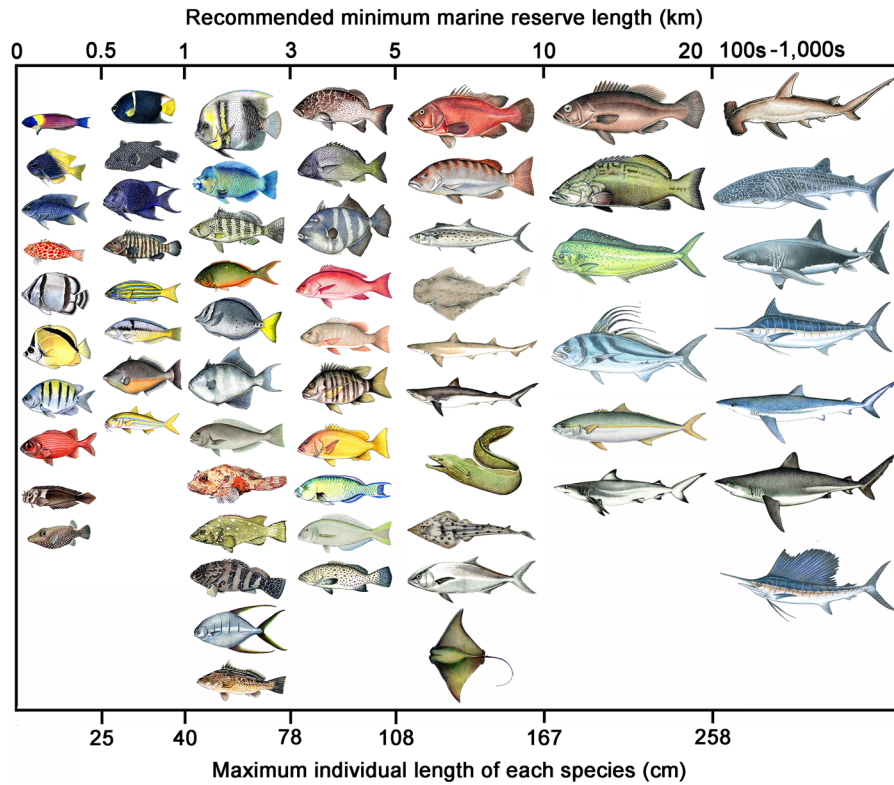 Recommended minimum marine reserve length (km)
0 0.5 1 3 5 10 20 100s -1,000s
25 40 78 108 167 258
Maximum individual length of each species (cm)